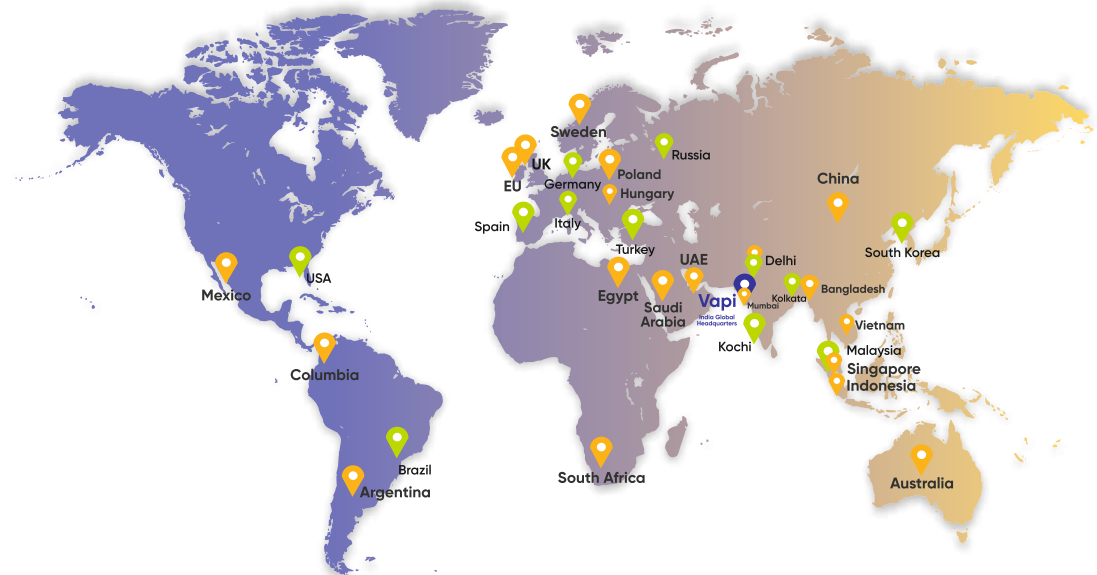 Sweden
UK
EU
Germany
Poland
Russia
Hungary
China
Spain
Italy
Turkey
South Korea
USA
Mexico
Egypt
Saudi
Arabia
UAE
Delhi
Vapi
India Global
Headquarters
Mumbai
Kolkata
Bangladesh
Kochi
Vietnam
Malaysia
Singapore
Indonesia
Columbia
Brazil
Argentina
South Africa
Australia